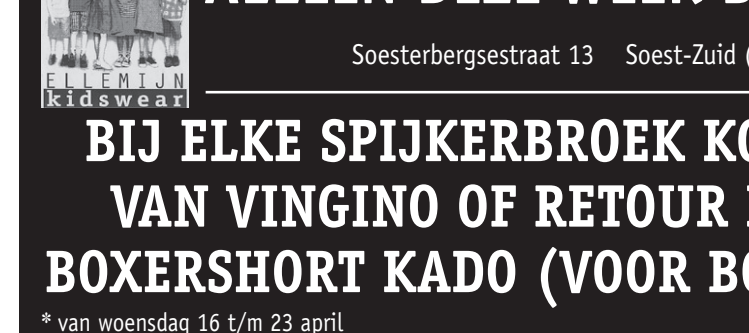 Soesterbergsestraat 13 Soest-Zuid
ELLEMIJN
kidswear
BIJ ELKE SPIJKERBROEK
VAN VINGINO OF RETOUR
BOXERSHORT KADO (VOOR
* van woensdag 16 t/m 23 april